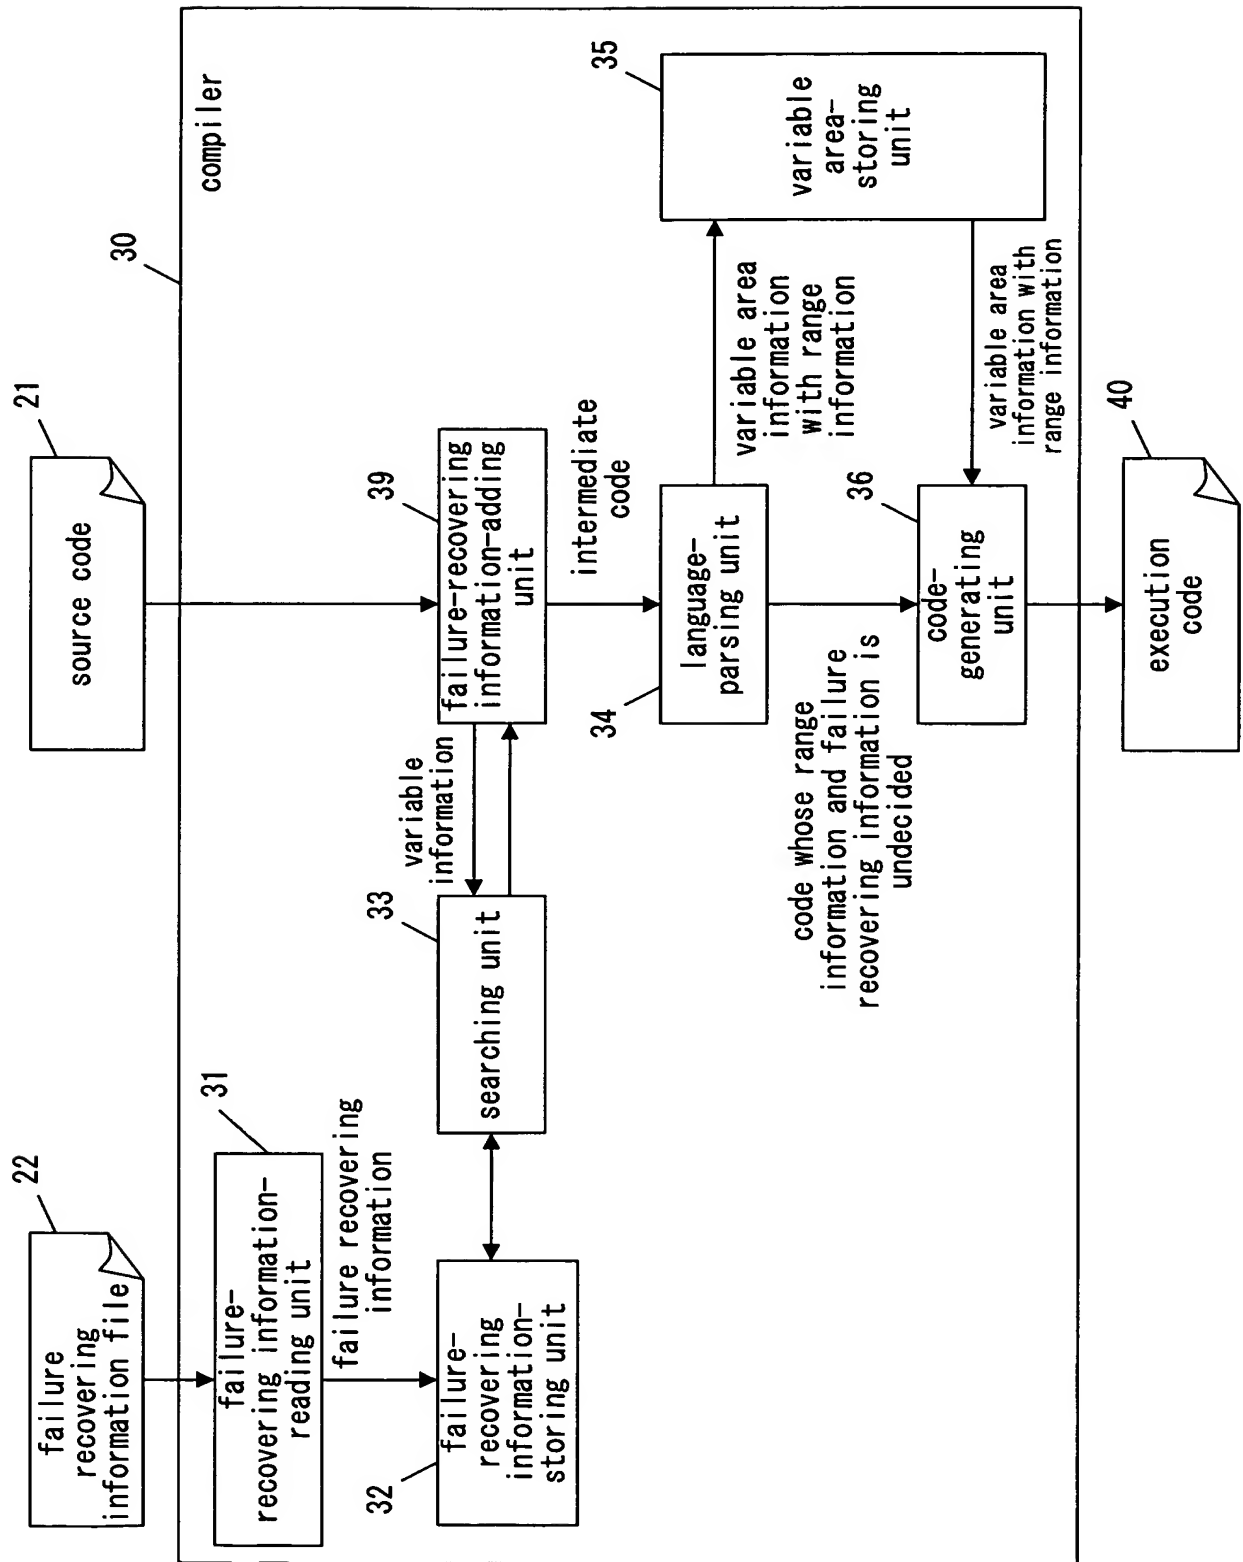 failure
recovering
information file
22
source code
21
30
compiler
failure-
recovering information-
reading unit
31
failure recovering
information
failure-
recovering
information-
storing unit
32
searching unit
33
variable
information
failure-recovering
information-adding
unit
39
intermediate
code
language-
parsing unit
34
variable area
information
with range
information
variable
area-
storing
unit
35
code whose range
information and failure
recovering information is
undecided
code-
generating
unit
36
variable area
information with
range information
execution
code
40